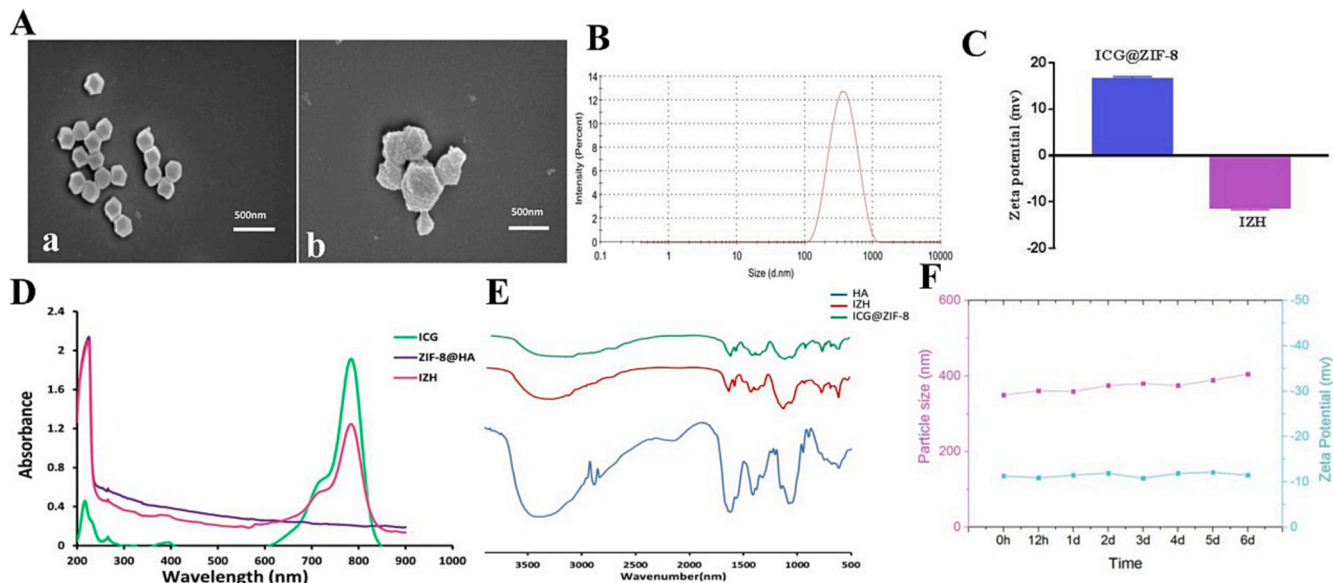 A
a
500nm
b
500nm
B
Intensity (Percent)
14
12
10
8
6
4
2
0
0.1
1
10
100
1000
10000
Size (d.nm)
C
Zeta potential (mv)
20
10
0
-10
-20
ICG@ZIF-8
IZH
D
Absorbance
2.4
2
1.6
1.2
0.8
0.4
0
200
300
400
500
600
700
800
900
1000
Wavelength (nm)
ICG
ZIF-8@HA
IZH
E
HA
IZH
ICG@ZIF-8
3500
3000
2500
2000
1500
1000
500
Wavenumber(nm)
F
Particle size (nm)
600
400
200
0
0h
12h
1d
2d
3d
4d
5d
6d
Time
-50
-40
-30
-20
-10
0
Zeta Potential (mv)